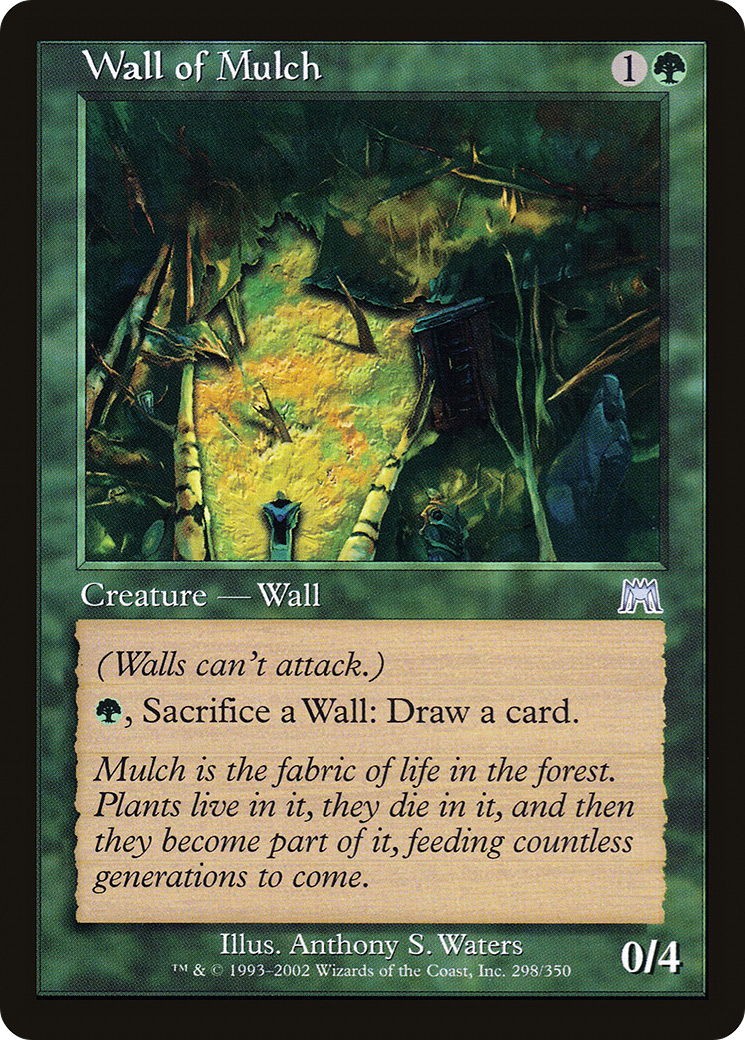 Wall of Mulch 1
Creature — Wall
(Walls can't attack.)
, Sacrifice a Wall: Draw a card.
Mulch is the fabric of life in the forest.
Plants live in it, they die in it, and then
they become part of it, feeding countless
generations to come.
Illus. Anthony S. Waters
™ & © 1993–2002 Wizards of the Coast, Inc. 298/350
0/4